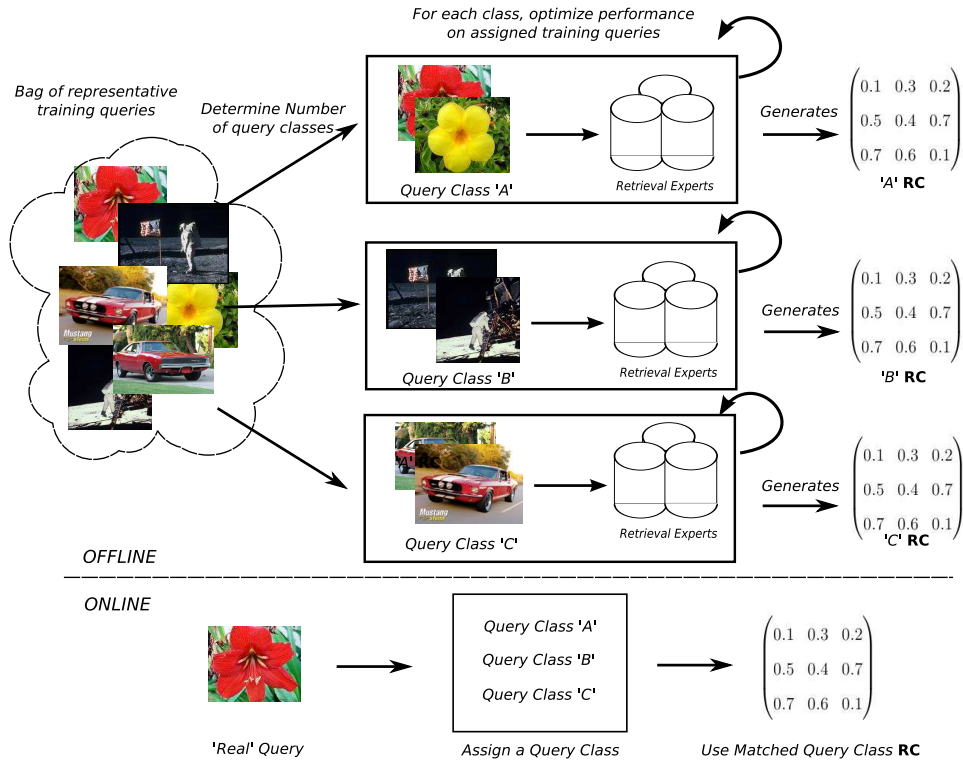 For each class, optimize performance
on assigned training queries
Bag of representative
training queries
Determine Number
of query classes
Query Class 'A'
Retrieval Experts
Generates
0.1 0.3 0.2
0.5 0.4 0.7
0.7 0.6 0.1
'A' RC
Mustang
Query Class 'B'
Retrieval Experts
Generates
0.1 0.3 0.2
0.5 0.4 0.7
0.7 0.6 0.1
'B' RC
'A' RC
Mustang
Query Class 'C'
Retrieval Experts
Generates
0.1 0.3 0.2
0.5 0.4 0.7
0.7 0.6 0.1
'C' RC
OFFLINE
ONLINE
'Real' Query
Query Class 'A'
Query Class 'B'
Query Class 'C'
Assign a Query Class
0.1 0.3 0.2
0.5 0.4 0.7
0.7 0.6 0.1
Use Matched Query Class RC